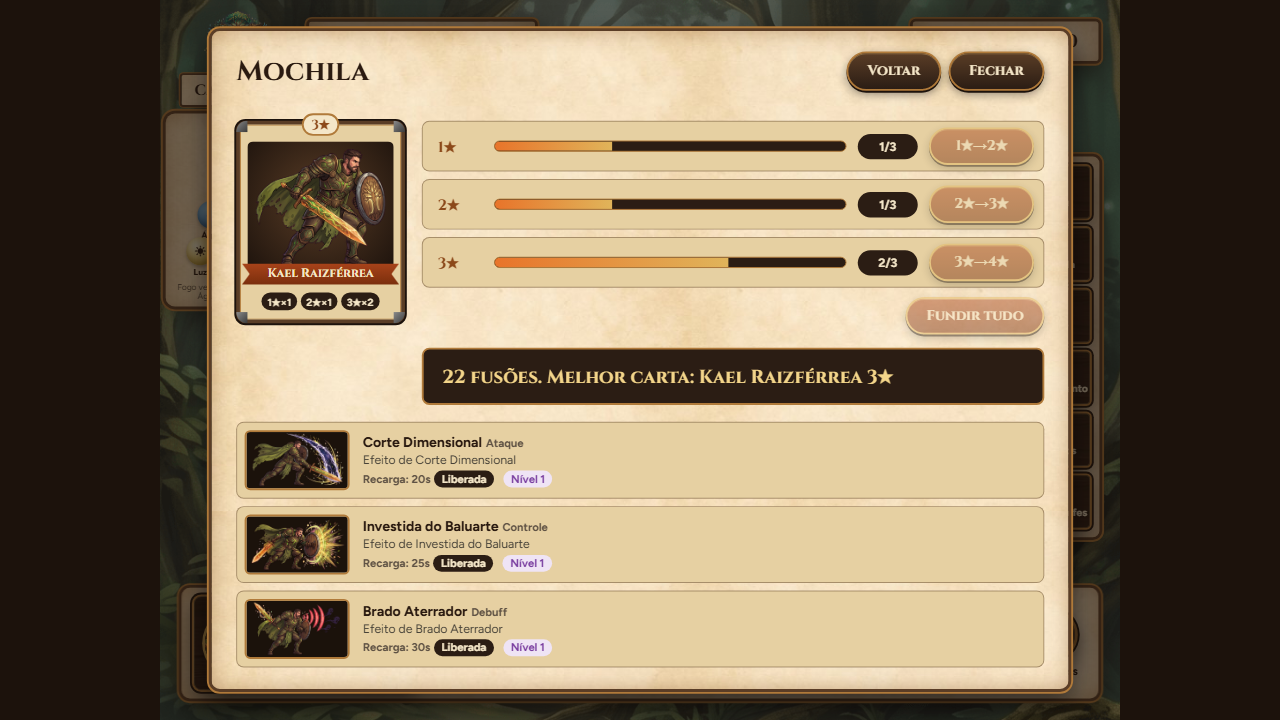 Mochila
Voltar
Fechar
3★
Kael Raizférrea
1★×1 2★×1 3★×2
1★ 1/3 1★→2★
2★ 1/3 2★→3★
3★ 2/3 3★→4★
Fundir tudo
22 fusões. Melhor carta: Kael Raizférrea 3★
Corte Dimensional Ataque
Efeito de Corte Dimensional
Recarga: 20s Liberada Nível 1
Investida do Baluarte Controle
Efeito de Investida do Baluarte
Recarga: 25s Liberada Nível 1
Brado Aterrador Debuff
Efeito de Brado Aterrador
Recarga: 30s Liberada Nível 1